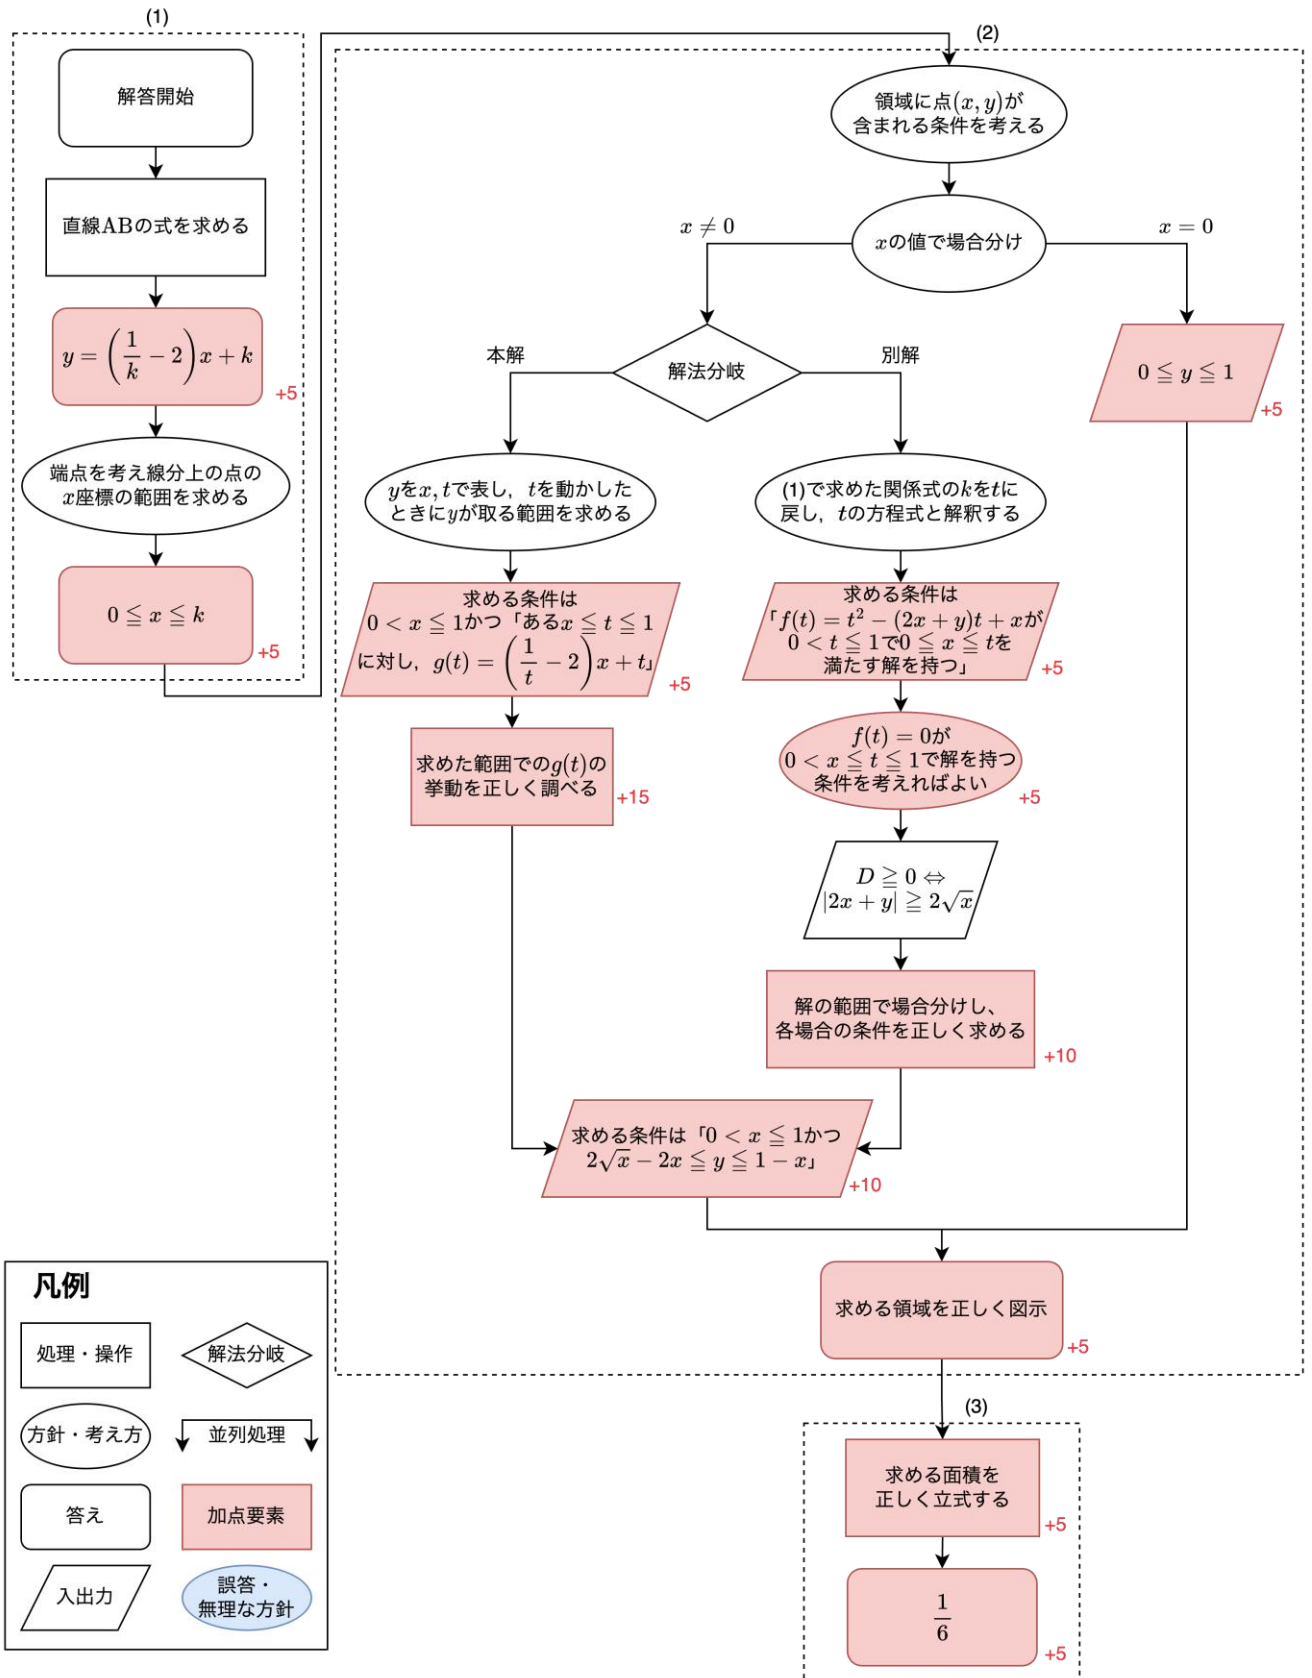 (1)
解答開始
直線ABの式を求める
y = (1/k − 2)x + k
+5
端点を考え線分上の点の
x座標の範囲を求める
0 ≦ x ≦ k
+5
(2)
領域に点(x, y)が
含まれる条件を考える
xの値で場合分け
x ≠ 0
x = 0
0 ≦ y ≦ 1
+5
解法分岐
本解
別解
yをx, tで表し，tを動かした
ときにyが取る範囲を求める
求める条件は
0 < x ≦ 1かつ「あるx ≦ t ≦ 1
に対し，g(t) = (1/t − 2)x + t」
+5
求めた範囲でのg(t)の
挙動を正しく調べる
+15
(1)で求めた関係式のkをtに
戻し，tの方程式と解釈する
求める条件は
「f(t) = t² − (2x + y)t + xが
0 < t ≦ 1で0 ≦ x ≦ tを
満たす解を持つ」
+5
f(t) = 0が
0 < x ≦ t ≦ 1で解を持つ
条件を考えればよい
+5
D ≧ 0 ⇔
|2x + y| ≧ 2√x
解の範囲で場合分けし、
各場合の条件を正しく求める
+10
求める条件は「0 < x ≦ 1かつ
2√x − 2x ≦ y ≦ 1 − x」
+10
求める領域を正しく図示
+5
(3)
求める面積を
正しく立式する
+5
1/6
+5
凡例
処理・操作
解法分岐
方針・考え方
並列処理
答え
加点要素
入出力
誤答・
無理な方針